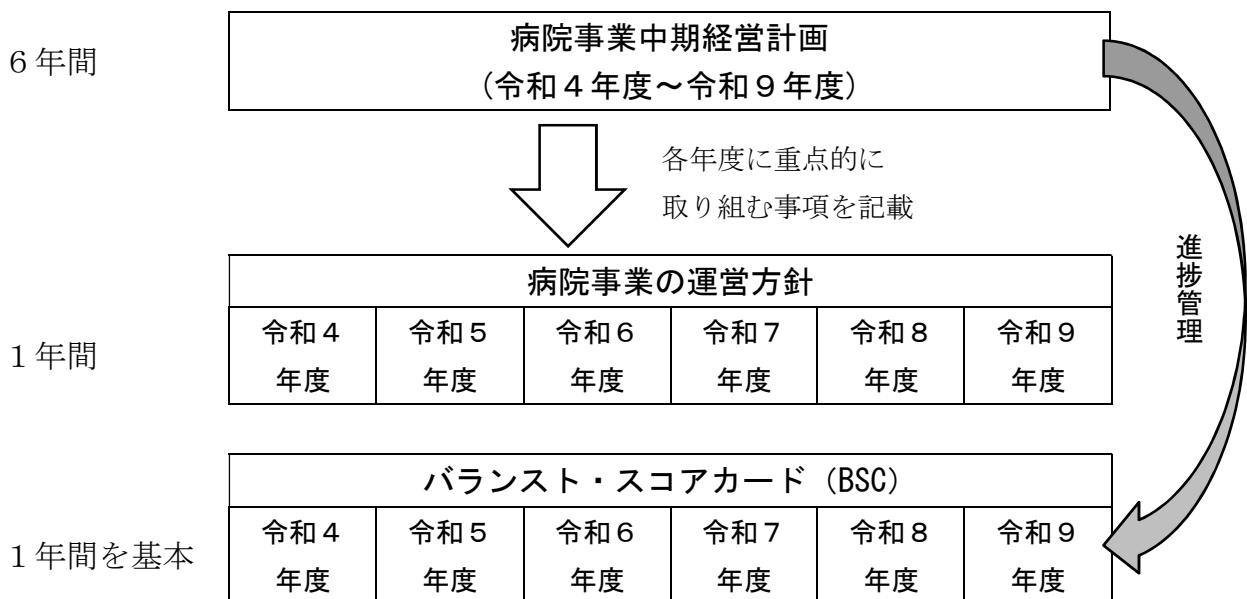 6年間
病院事業中期経営計画
（令和４年度～令和９年度）
各年度に重点的に
取り組む事項を記載
進捗管理
病院事業の運営方針
1年間
令和４年度
令和５年度
令和６年度
令和７年度
令和８年度
令和９年度
バランスト・スコアカード（BSC）
1年間を基本
令和４年度
令和５年度
令和６年度
令和７年度
令和８年度
令和９年度